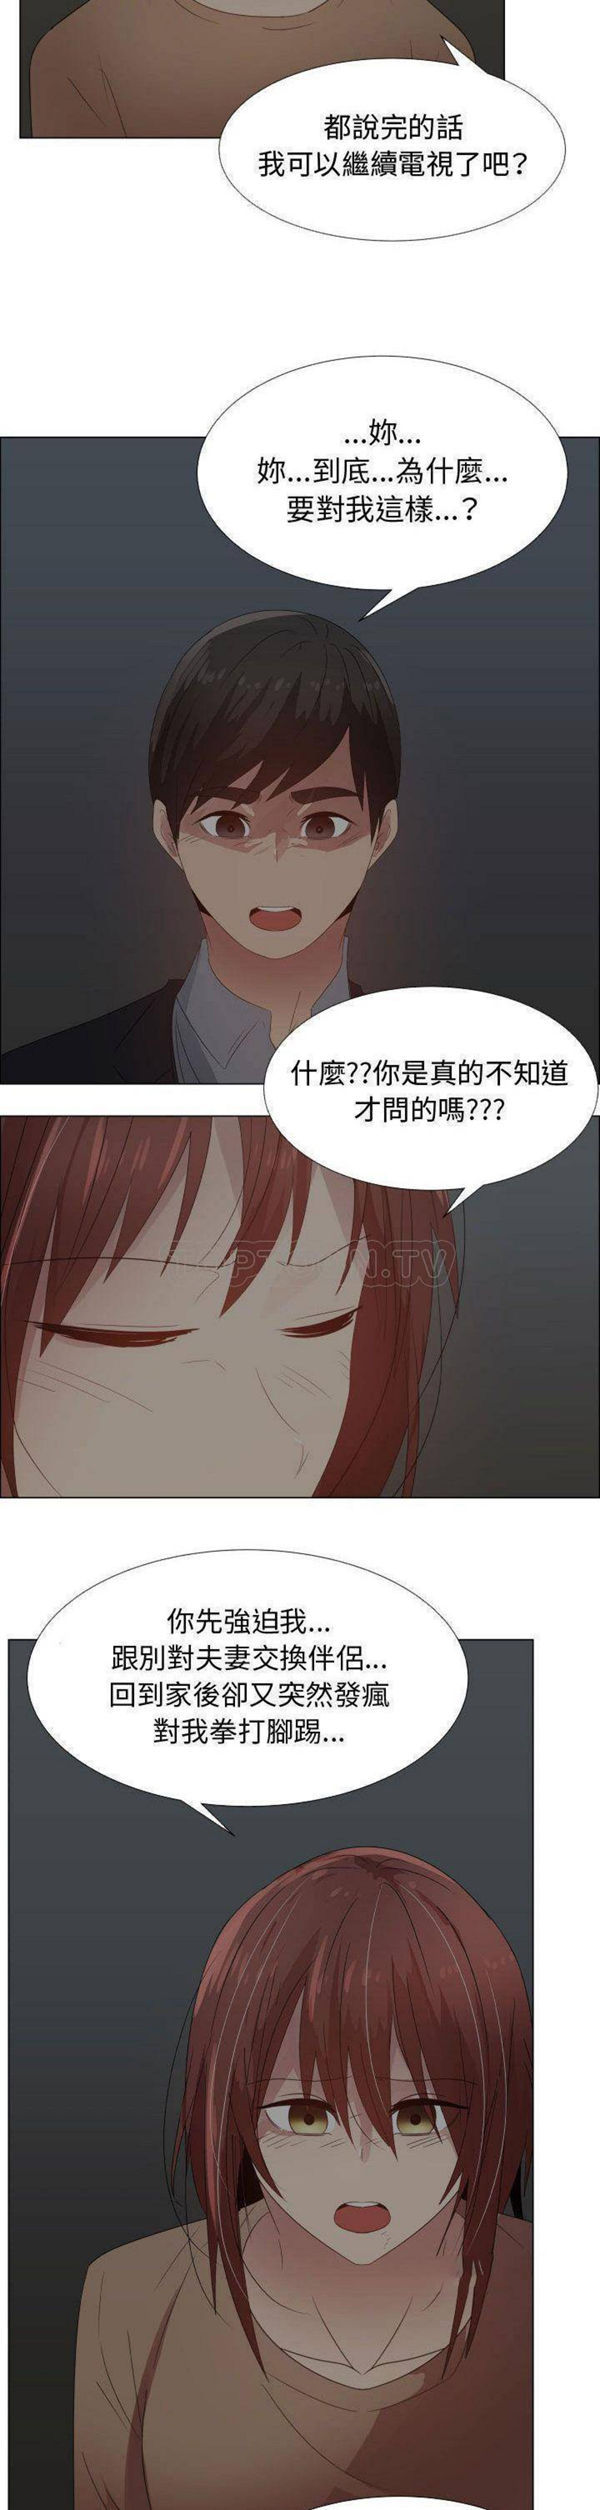 都說完的話
我可以繼續電視了吧？
...妳...
妳...到底...為什麼...
要對我這樣...？
什麼??你是真的不知道
才問的嗎???
TOPTOON.TV
你先強迫我...
跟別對夫妻交換伴侶...
回到家後卻又突然發瘋
對我拳打腳踢...